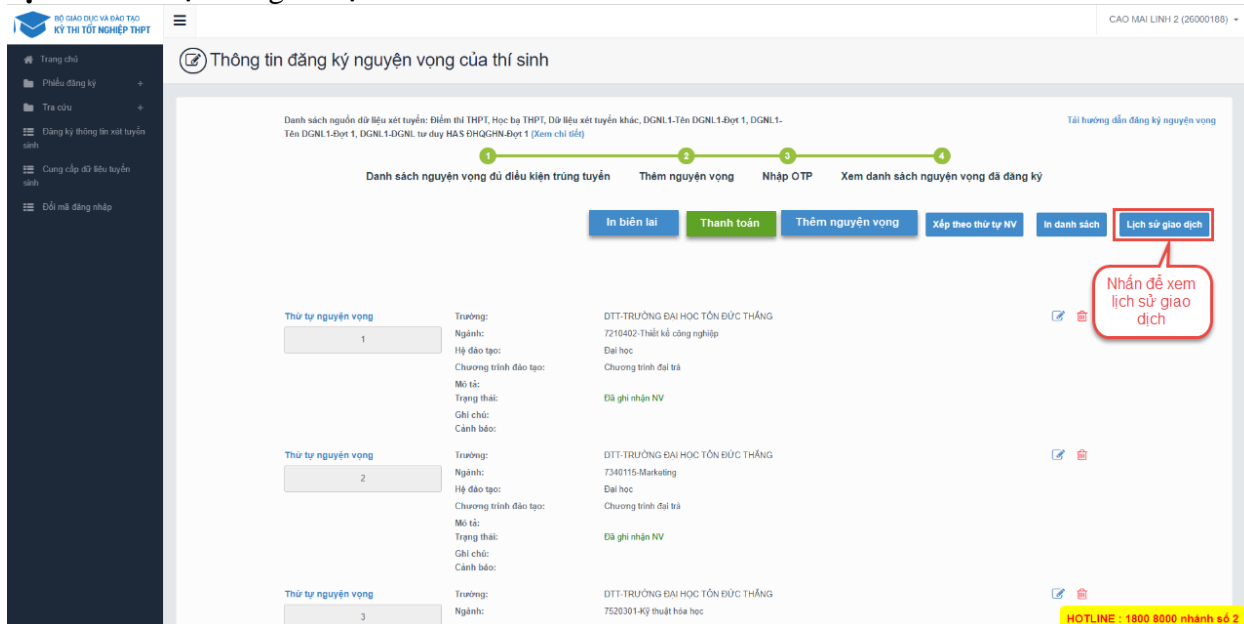 BỘ GIÁO DỤC VÀ ĐÀO TẠO
KỲ THI TỐT NGHIỆP THPT
CAO MAI LINH 2 (26000188)
Trang chủ
Phiếu đăng ký +
Tra cứu +
Đăng ký thông tin xét tuyển
sinh
Cung cấp dữ liệu tuyển
sinh
Đổi mã đăng nhập
Thông tin đăng ký nguyện vọng của thí sinh
Danh sách nguồn dữ liệu xét tuyển: Điểm thi THPT, Học bạ THPT, Dữ liệu xét tuyển khác, DGNL1-Tên DGNL1-Đợt 1, DGNL1-
Tên DGNL1-Đợt 1, DGNL1-DGNL tư duy HAS ĐHQGHN-Đợt 1 (Xem chi tiết)
Tải hướng dẫn đăng ký nguyện vọng
1 2 3 4
Danh sách nguyện vọng đủ điều kiện trúng tuyển Thêm nguyện vọng Nhập OTP Xem danh sách nguyện vọng đã đăng ký
In biên lai Thanh toán Thêm nguyện vọng Xếp theo thứ tự NV In danh sách Lịch sử giao dịch
Nhấn để xem
lịch sử giao
dịch
Thứ tự nguyện vọng
1
Trường: DTT-TRƯỜNG ĐẠI HỌC TÔN ĐỨC THẮNG
Ngành: 7210402-Thiết kế công nghiệp
Hệ đào tạo: Đại học
Chương trình đào tạo: Chương trình đại trà
Mô tả:
Trạng thái: Đã ghi nhận NV
Ghi chú:
Cảnh báo:
Thứ tự nguyện vọng
2
Trường: DTT-TRƯỜNG ĐẠI HỌC TÔN ĐỨC THẮNG
Ngành: 7340115-Marketing
Hệ đào tạo: Đại học
Chương trình đào tạo: Chương trình đại trà
Mô tả:
Trạng thái: Đã ghi nhận NV
Ghi chú:
Cảnh báo:
Thứ tự nguyện vọng
3
Trường: DTT-TRƯỜNG ĐẠI HỌC TÔN ĐỨC THẮNG
Ngành: 7520301-Kỹ thuật hóa học
HOTLINE : 1800 8000 nhánh số 2